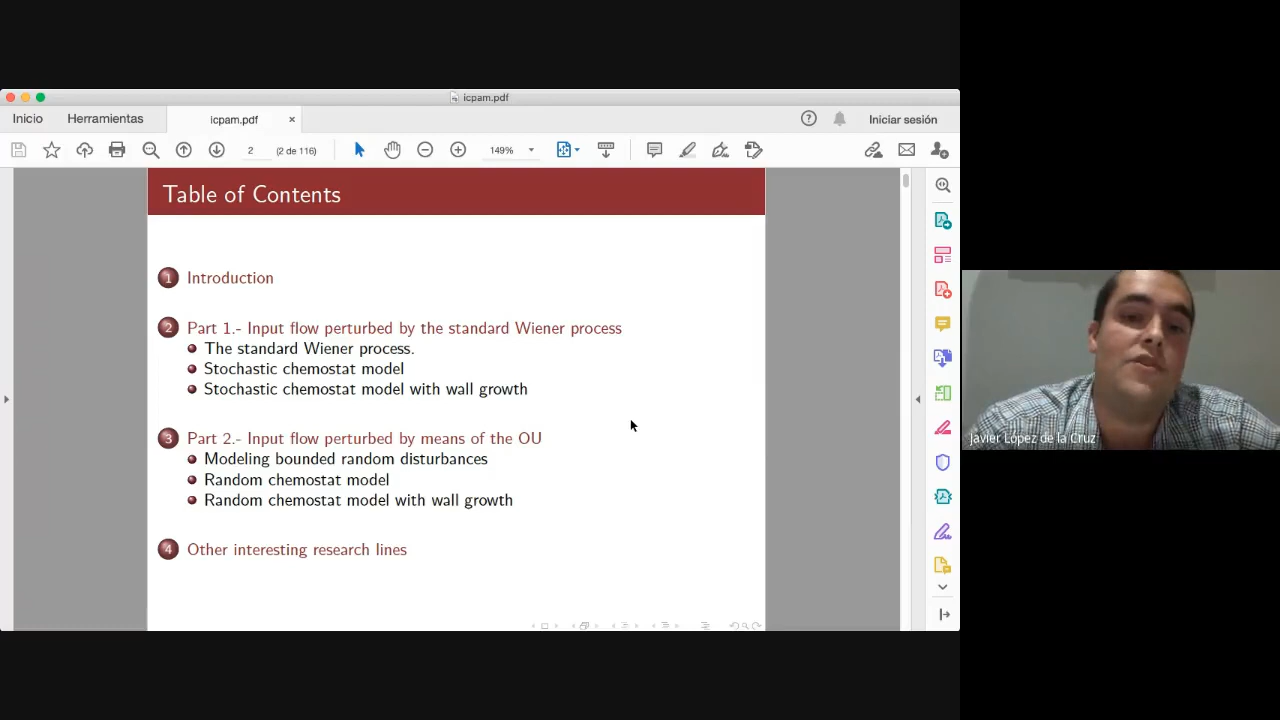 icpam.pdf
Inicio
Herramientas
icpam.pdf
Iniciar sesión
2
(2 de 116)
149%
Table of Contents
1 Introduction
2 Part 1.- Input flow perturbed by the standard Wiener process
The standard Wiener process.
Stochastic chemostat model
Stochastic chemostat model with wall growth
3 Part 2.- Input flow perturbed by means of the OU
Modeling bounded random disturbances
Random chemostat model
Random chemostat model with wall growth
4 Other interesting research lines
Javier López de la Cruz